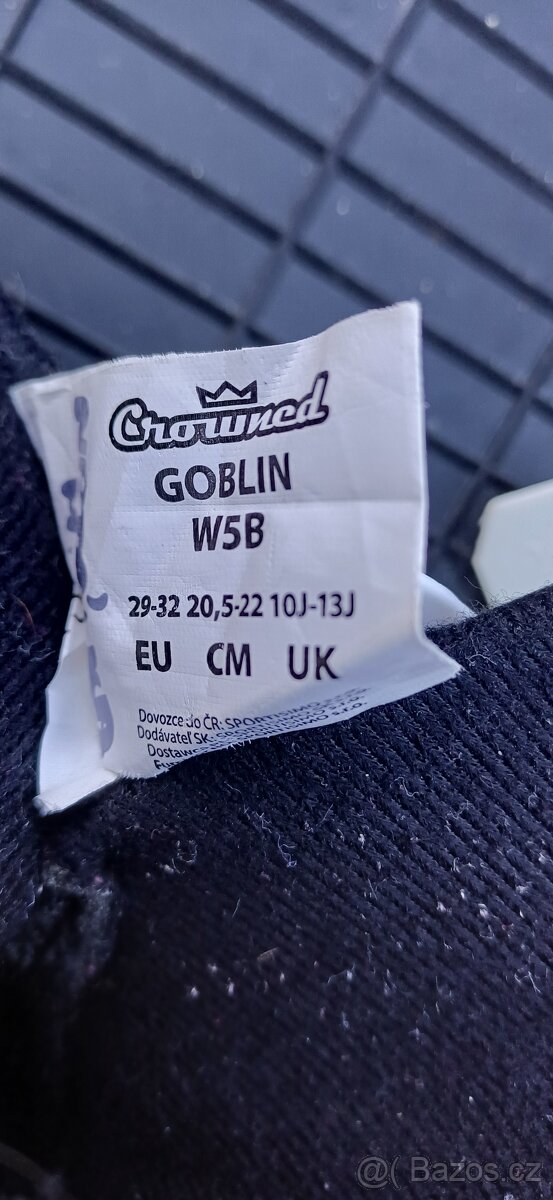 Crowned
GOBLIN
W5B
29-32 20,5-22 10J-13J
EU CM UK
Dovozce do ČR: SPORTISIMO
Dodávateľ SK:
@( Bazos.cz